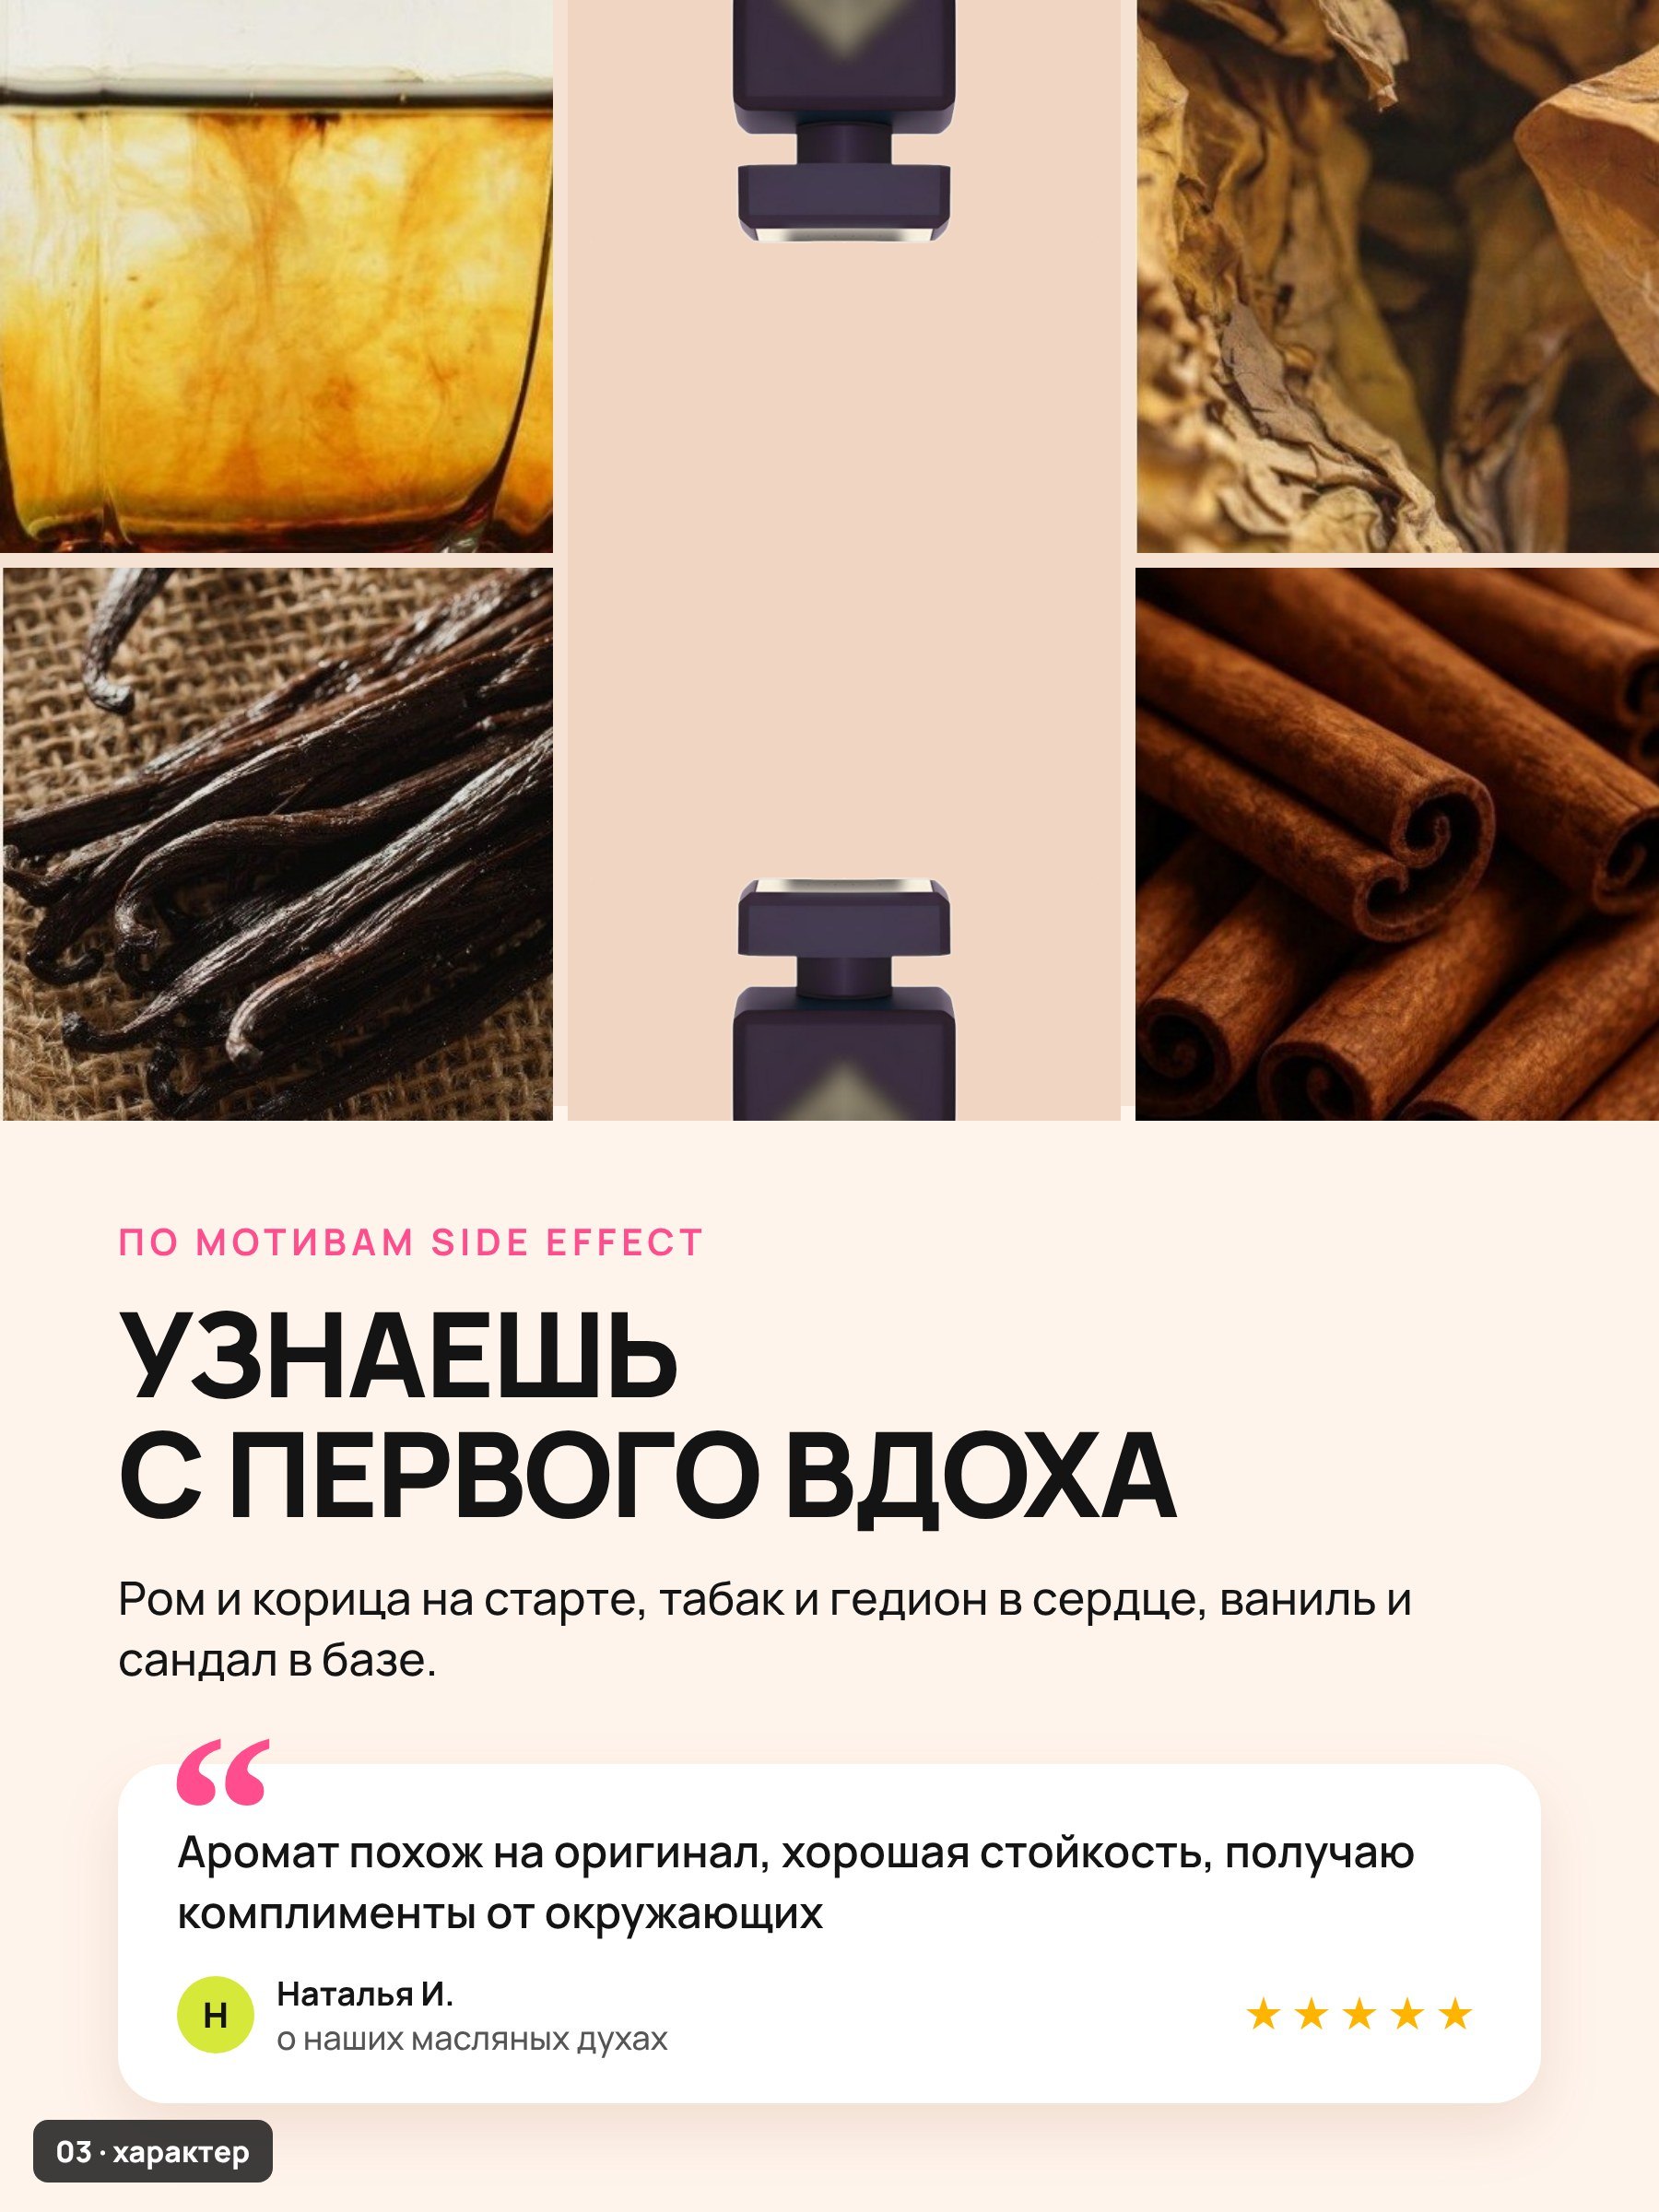 ПО МОТИВАМ SIDE EFFECT
УЗНАЕШЬ
С ПЕРВОГО ВДОХА
Ром и корица на старте, табак и гедион в сердце, ваниль и
сандал в базе.
“
Аромат похож на оригинал, хорошая стойкость, получаю
комплименты от окружающих
Н
Наталья И.
о наших масляных духах
★★★★★
03 · характер